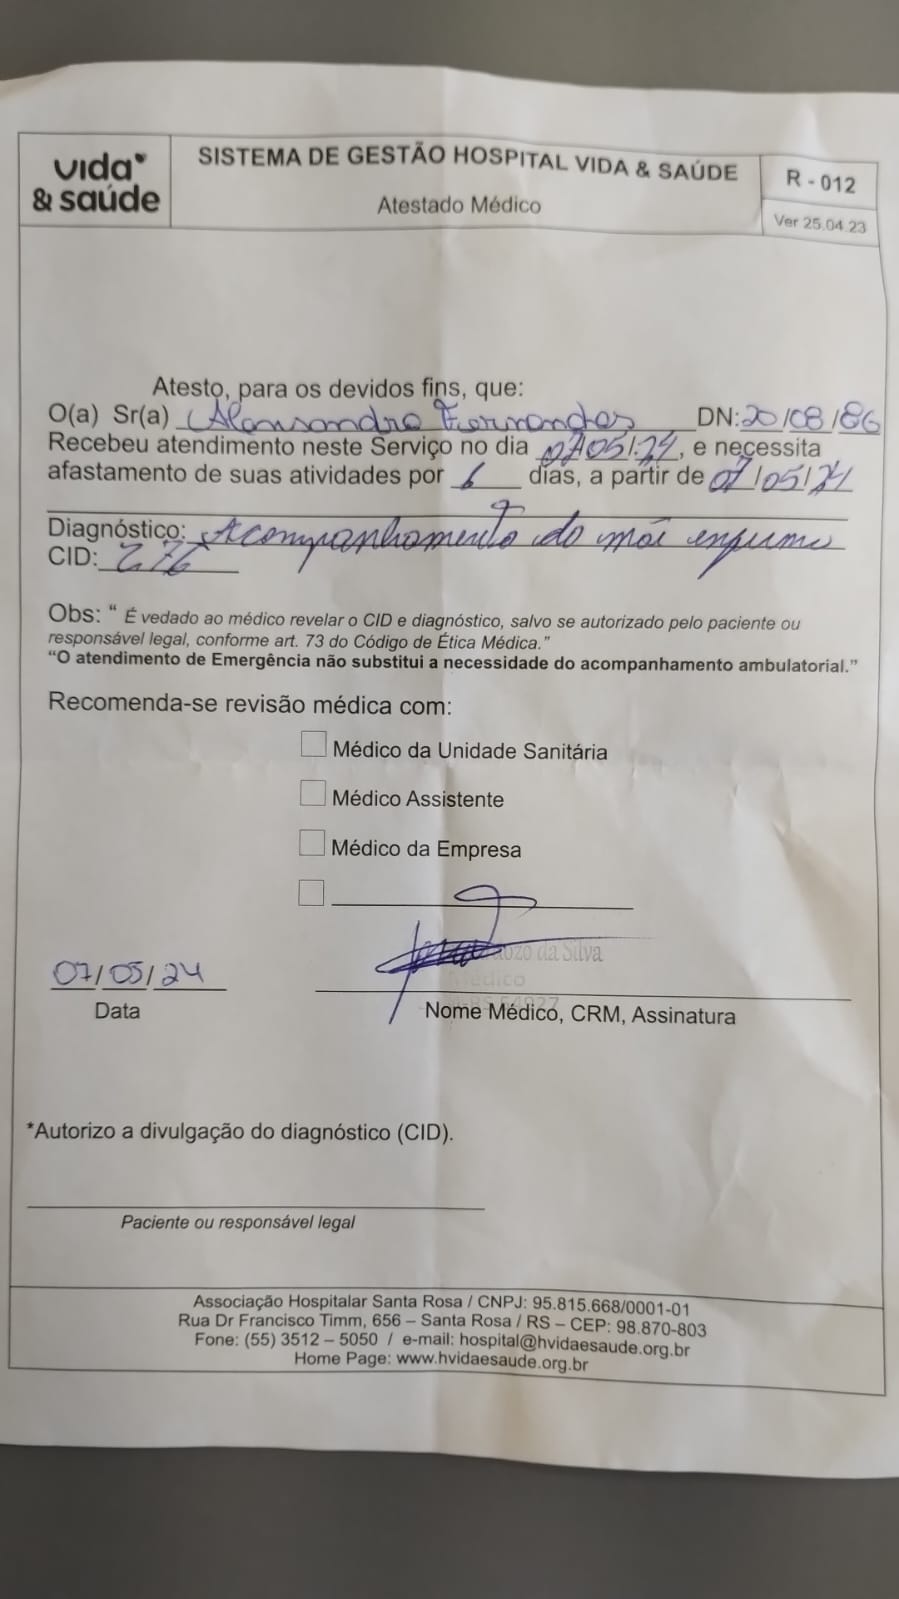 vida & saúde
SISTEMA DE GESTÃO HOSPITAL VIDA & SAÚDE
Atestado Médico
R - 012
Ver 25.04.23
Atesto, para os devidos fins, que:
O(a) Sr(a) Alessandro Fernandes DN: 20/08/86
Recebeu atendimento neste Serviço no dia 07/05/24, e necessita
afastamento de suas atividades por 6 dias, a partir de 07/05/24
Diagnóstico: Acompanhamento do mãe enferma
CID: Z76
Obs: “ É vedado ao médico revelar o CID e diagnóstico, salvo se autorizado pelo paciente ou
responsável legal, conforme art. 73 do Código de Ética Médica.”
“O atendimento de Emergência não substitui a necessidade do acompanhamento ambulatorial.”
Recomenda-se revisão médica com:
Médico da Unidade Sanitária
Médico Assistente
Médico da Empresa
da Silva
Médico
07/05/24
Data
Nome Médico, CRM, Assinatura
*Autorizo a divulgação do diagnóstico (CID).
Paciente ou responsável legal
Associação Hospitalar Santa Rosa / CNPJ: 95.815.668/0001-01
Rua Dr Francisco Timm, 656 – Santa Rosa / RS – CEP: 98.870-803
Fone: (55) 3512 – 5050 / e-mail: hospital@hvidaesaude.org.br
Home Page: www.hvidaesaude.org.br